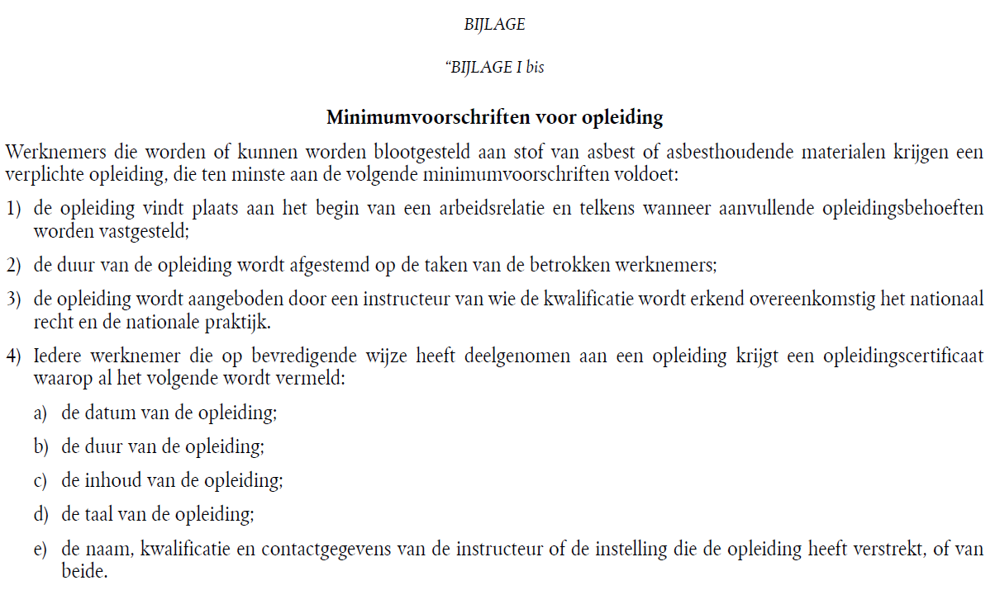 BIJLAGE
“BIJLAGE I bis
Minimumvoorschriften voor opleiding
Werknemers die worden of kunnen worden blootgesteld aan stof van asbest of asbesthoudende materialen krijgen een
verplichte opleiding, die ten minste aan de volgende minimumvoorschriften voldoet:
1) de opleiding vindt plaats aan het begin van een arbeidsrelatie en telkens wanneer aanvullende opleidingsbehoeften
worden vastgesteld;
2) de duur van de opleiding wordt afgestemd op de taken van de betrokken werknemers;
3) de opleiding wordt aangeboden door een instructeur van wie de kwalificatie wordt erkend overeenkomstig het nationaal
recht en de nationale praktijk.
4) Iedere werknemer die op bevredigende wijze heeft deelgenomen aan een opleiding krijgt een opleidingscertificaat
waarop al het volgende wordt vermeld:
a) de datum van de opleiding;
b) de duur van de opleiding;
c) de inhoud van de opleiding;
d) de taal van de opleiding;
e) de naam, kwalificatie en contactgegevens van de instructeur of de instelling die de opleiding heeft verstrekt, of van
beide.